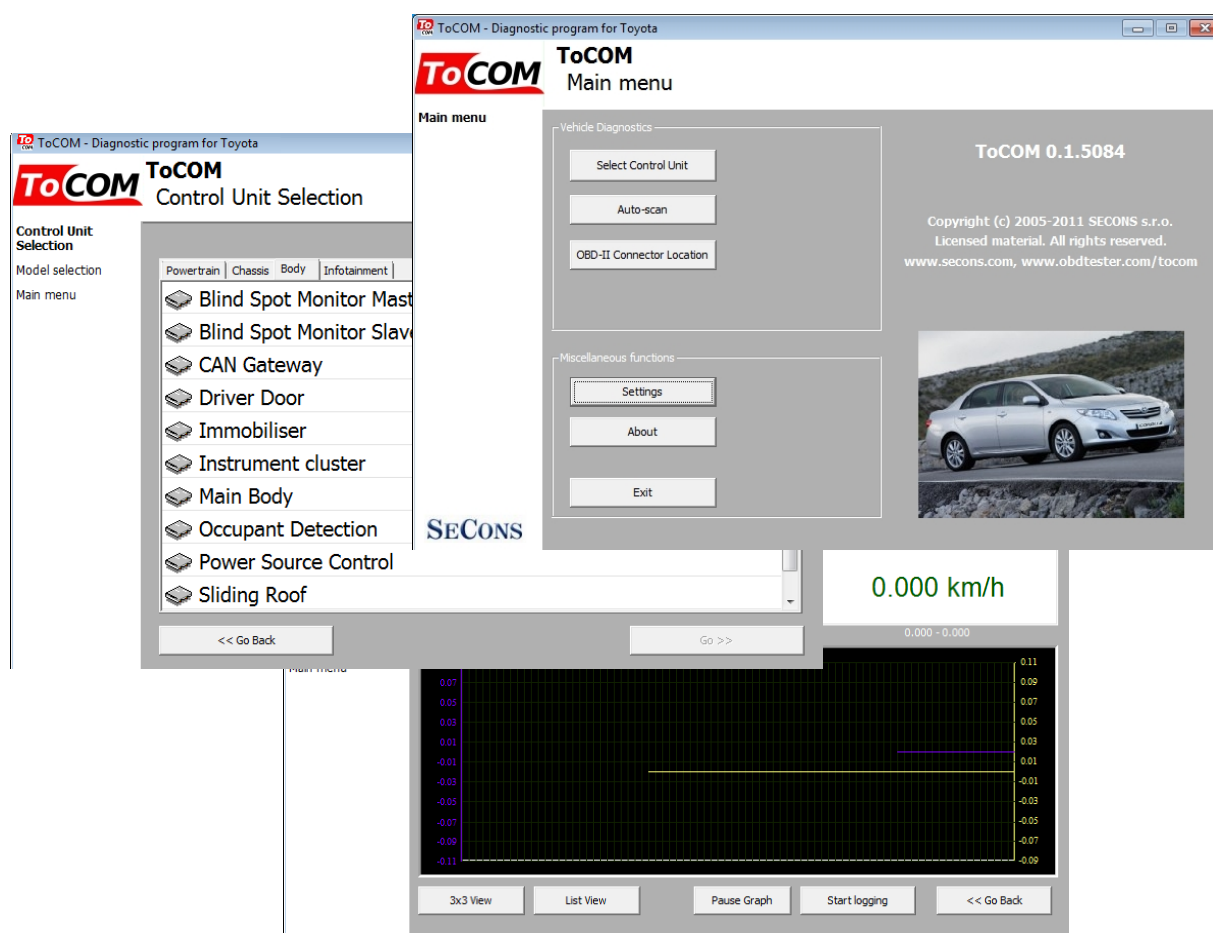 ToCOM - Diagnostic program for Toyota
ToCOM
ToCOM
Main menu
Main menu
Vehicle Diagnostics
Select Control Unit
Auto-scan
OBD-II Connector Location
ToCOM 0.1.5084
Copyright (c) 2005-2011 SECONS s.r.o.
Licensed material. All rights reserved.
www.secons.com, www.obdtester.com/tocom
Miscellaneous functions
Settings
About
Exit
SECONS
ToCOM - Diagnostic program for Toyota
ToCOM
ToCOM
Control Unit Selection
Control Unit
Selection
Model selection
Main menu
Powertrain
Chassis
Body
Infotainment
Blind Spot Monitor Mast
Blind Spot Monitor Slave
CAN Gateway
Driver Door
Immobiliser
Instrument cluster
Main Body
Occupant Detection
Power Source Control
Sliding Roof
<< Go Back
Go >>
0.000 km/h
0.000 - 0.000
Main menu
0.07
0.05
0.03
0.01
-0.01
-0.03
-0.05
-0.07
-0.09
-0.11
0.11
0.09
0.07
0.05
0.03
0.01
-0.01
-0.03
-0.05
-0.07
-0.09
3x3 View
List View
Pause Graph
Start logging
<< Go Back